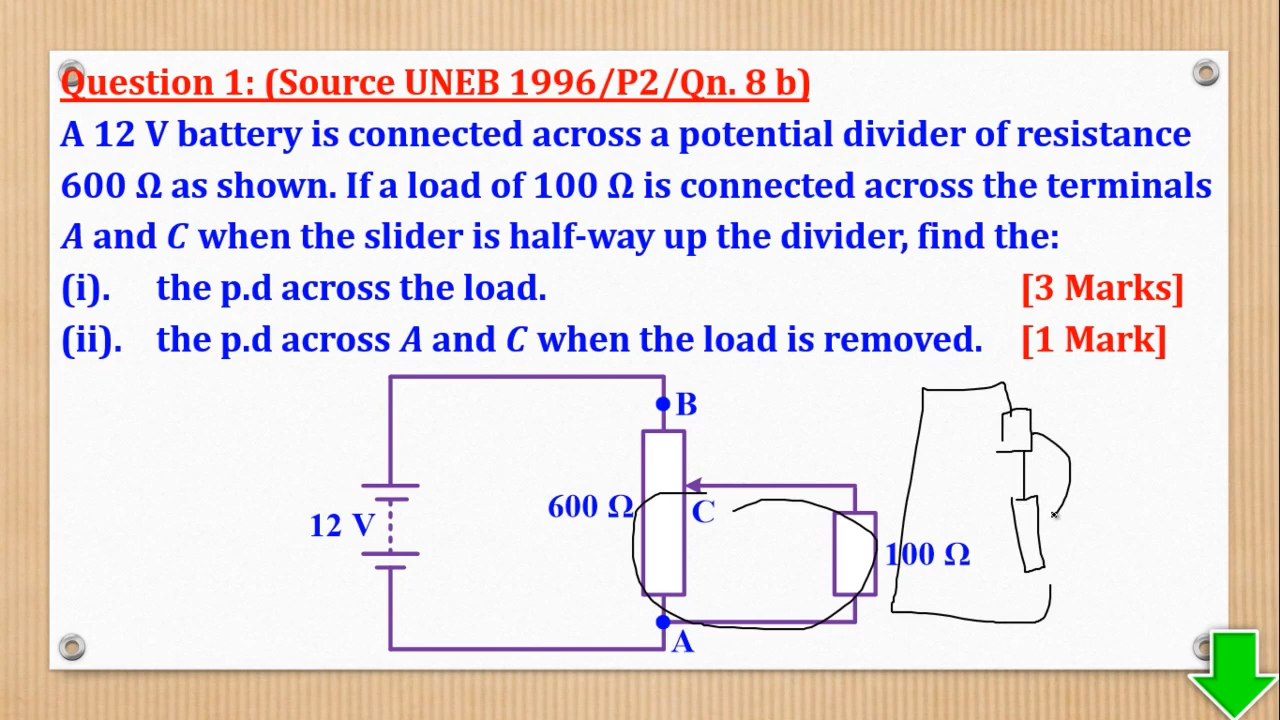 Question 1: (Source UNEB 1996/P2/Qn. 8 b)
A 12 V battery is connected across a potential divider of resistance
600 Ω as shown. If a load of 100 Ω is connected across the terminals
A and C when the slider is half-way up the divider, find the:
(i). the p.d across the load. [3 Marks]
(ii). the p.d across A and C when the load is removed. [1 Mark]
B
600 Ω
C
12 V
100 Ω
A